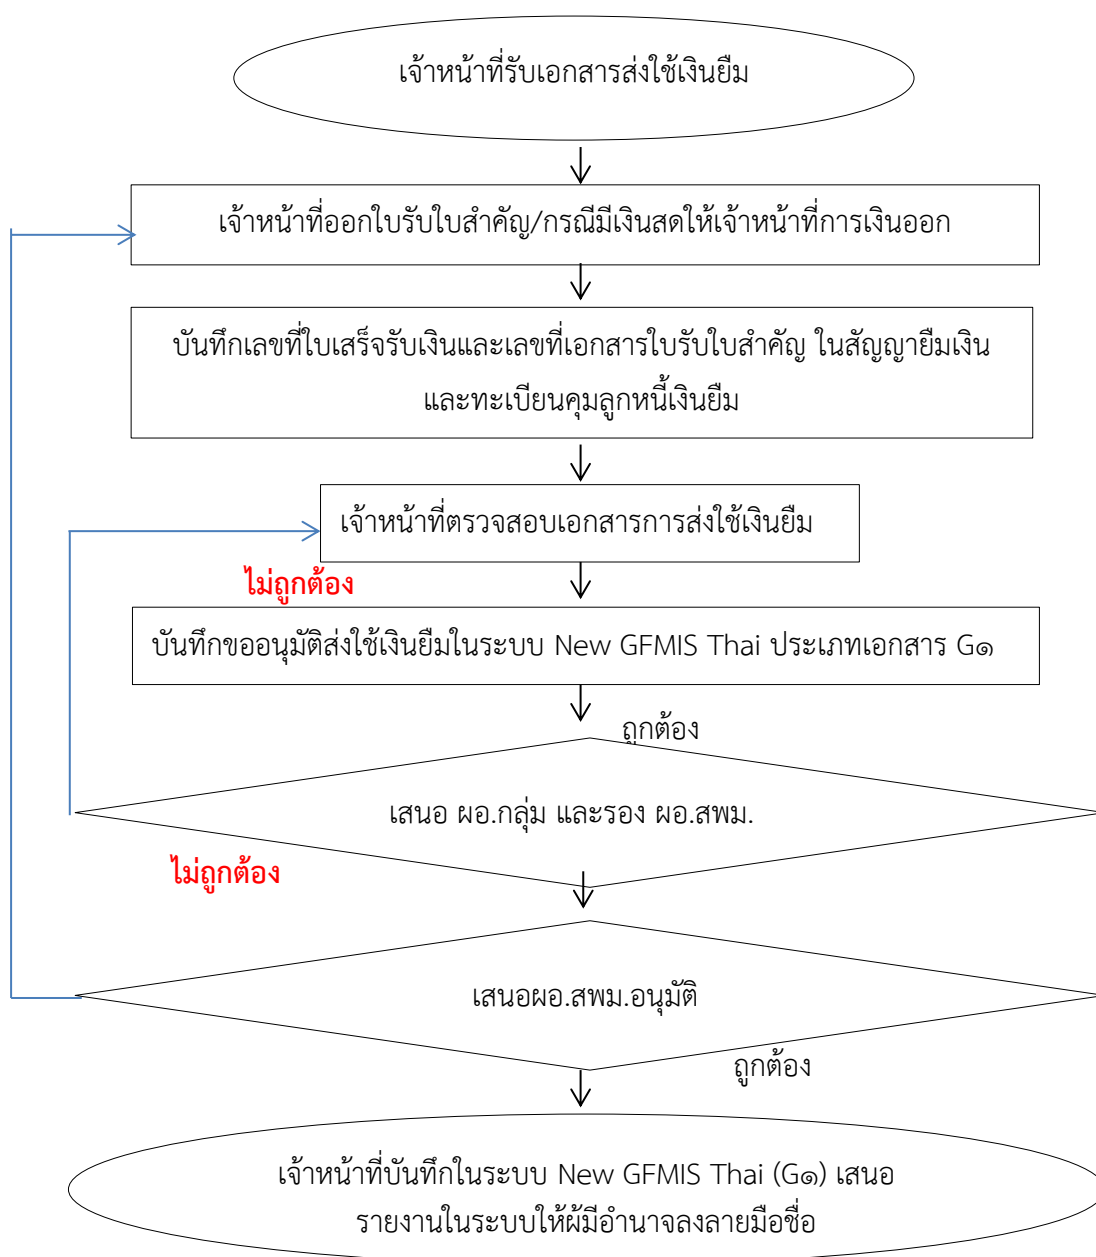 เจ้าหน้าที่รับเอกสารส่งใช้เงินยืม
เจ้าหน้าที่ออกใบรับใบสำคัญ/กรณีมีเงินสดให้เจ้าหน้าที่การเงินออก
บันทึกเลขที่ใบเสร็จรับเงินและเลขที่เอกสารใบรับใบสำคัญ ในสัญญายืมเงิน
และทะเบียนคุมลูกหนี้เงินยืม
เจ้าหน้าที่ตรวจสอบเอกสารการส่งใช้เงินยืม
ไม่ถูกต้อง
บันทึกขออนุมัติส่งใช้เงินยืมในระบบ New GFMIS Thai ประเภทเอกสาร G๑
ถูกต้อง
เสนอ ผอ.กลุ่ม และรอง ผอ.สพม.
ไม่ถูกต้อง
เสนอผอ.สพม.อนุมัติ
ถูกต้อง
เจ้าหน้าที่บันทึกในระบบ New GFMIS Thai (G๑) เสนอ
รายงานในระบบให้ผู้มีอำนาจลงลายมือชื่อ